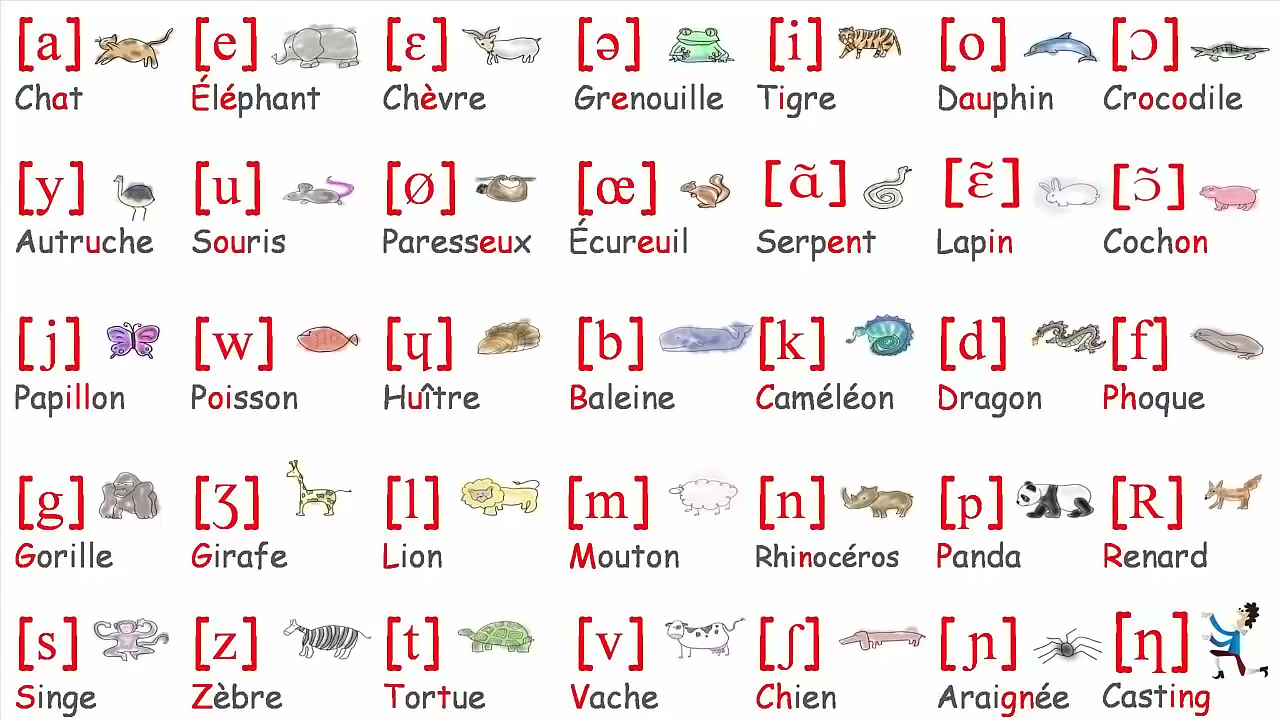 [a] [e] [ɛ] [ə] [i] [o] [ɔ]
Chat Éléphant Chèvre Grenouille Tigre Dauphin Crocodile
[y] [u] [ø] [œ] [ɑ̃] [ɛ̃] [ɔ̃]
Autruche Souris Paresseux Écureuil Serpent Lapin Cochon
[j] [w] [ɥ] [b] [k] [d] [f]
Papillon Poisson Huître Baleine Caméléon Dragon Phoque
[g] [ʒ] [l] [m] [n] [p] [R]
Gorille Girafe Lion Mouton Rhinocéros Panda Renard
[s] [z] [t] [v] [ʃ] [ɲ] [η]
Singe Zèbre Tortue Vache Chien Araignée Casting